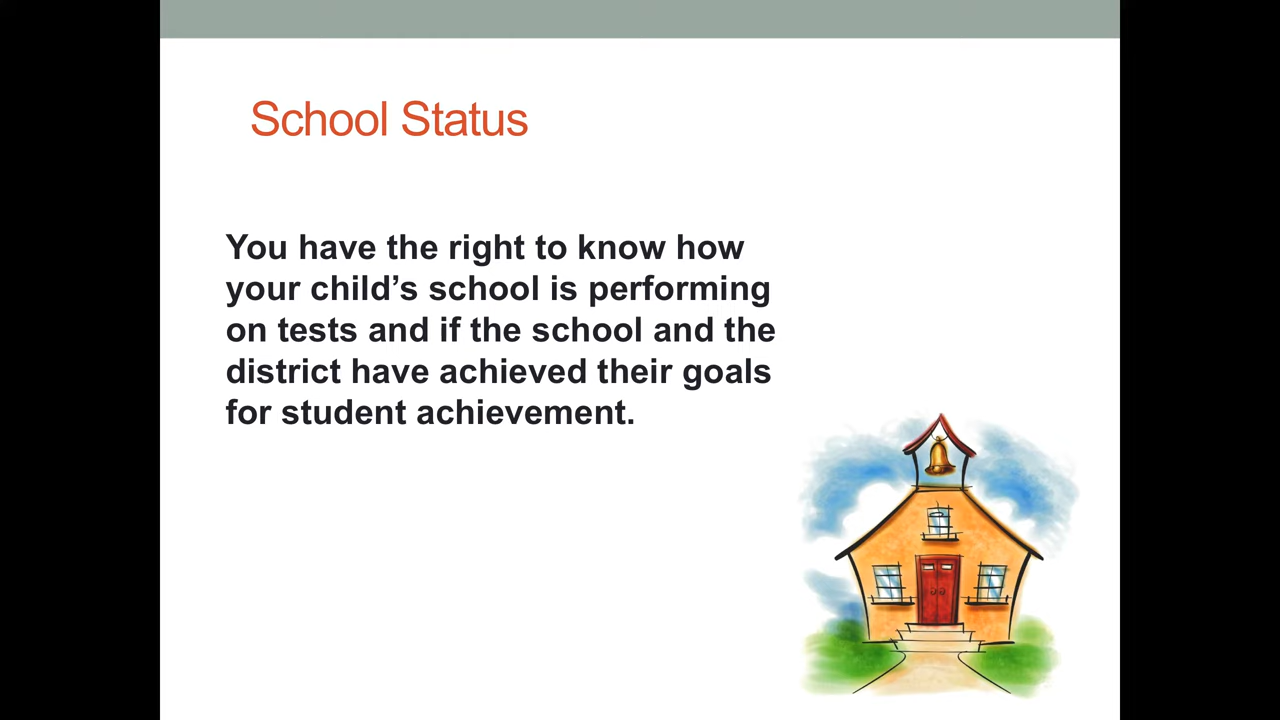 School Status
You have the right to know how
your child’s school is performing
on tests and if the school and the
district have achieved their goals
for student achievement.